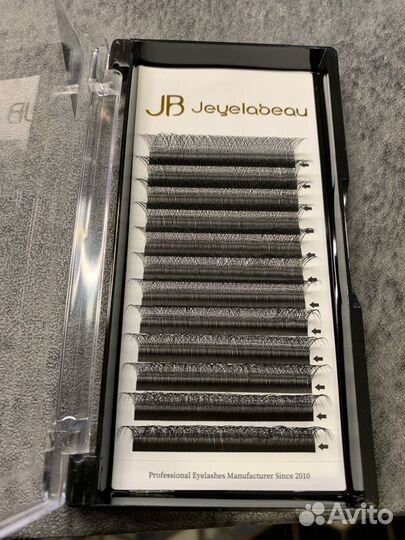 JB Jeyelabeau
Professional Eyelashes Manufacturer Since 2010
Avito